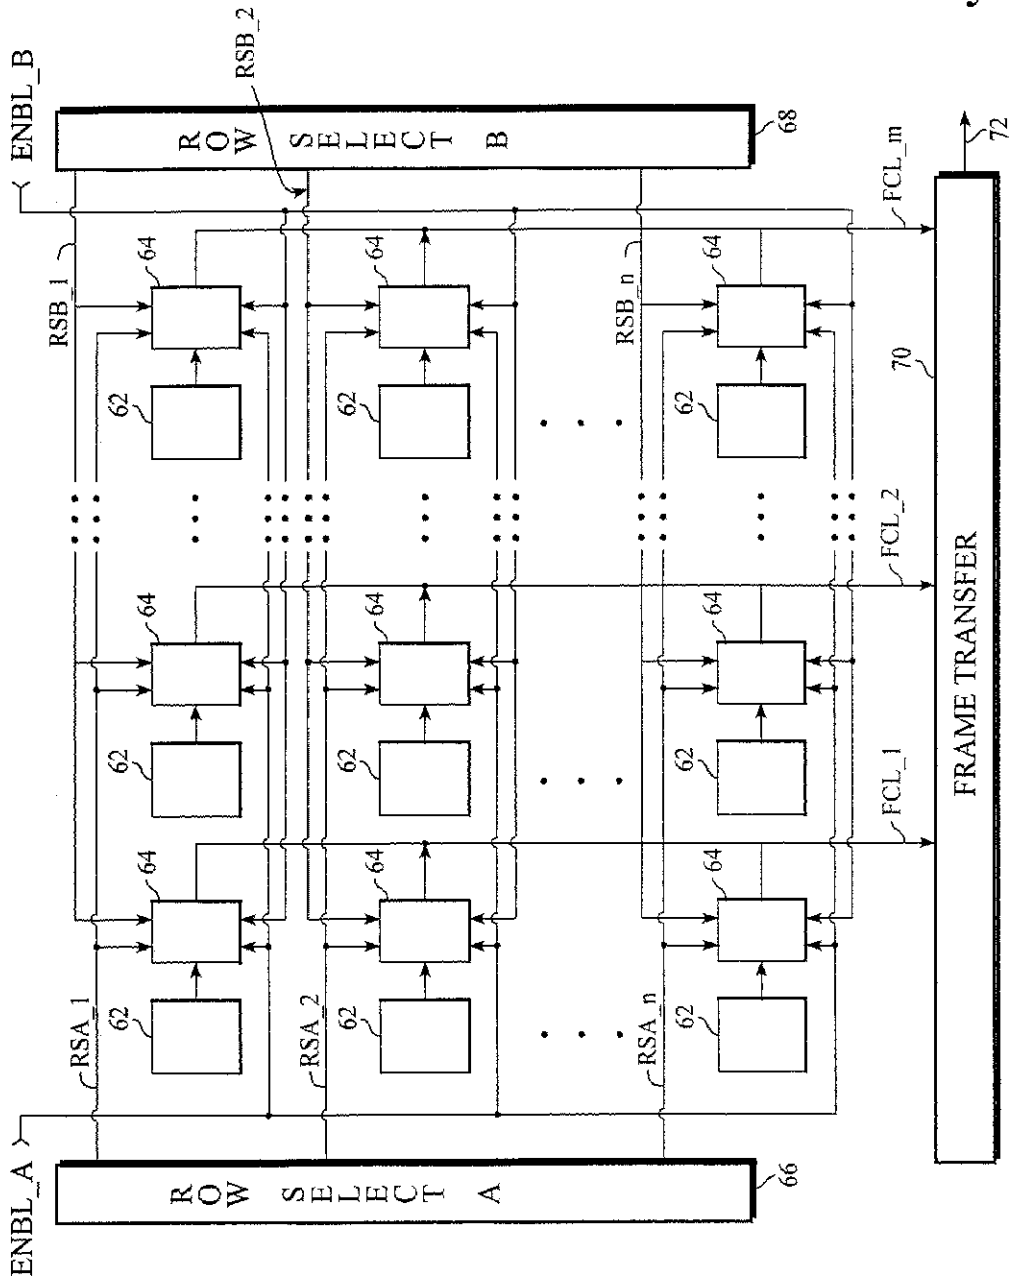 ENBL_A
ENBL_B
RSB_1
RSA_1
64
64
64
62
62
62
ROW SELECT A
ROW SELECT B
RSB_2
RSA_2
64
64
64
62
62
62
RSB_n
RSA_n
64
64
64
62
62
62
66
68
FCL_1
FCL_2
FCL_m
70
FRAME TRANSFER
72